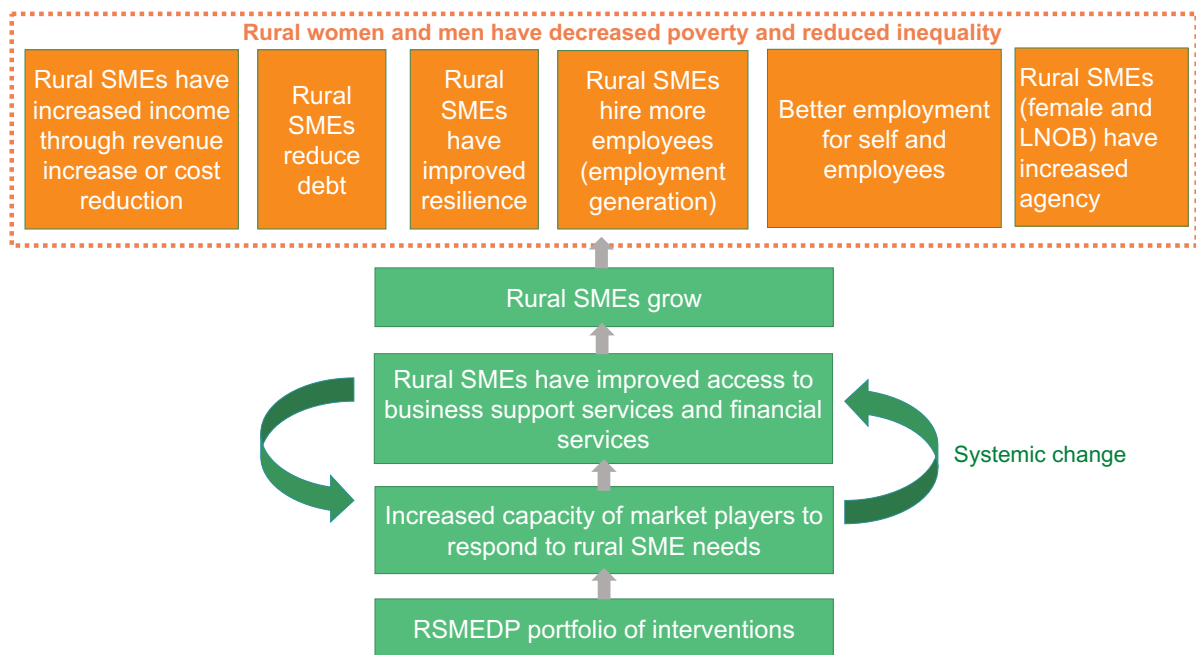 Rural women and men have decreased poverty and reduced inequality
Rural SMEs have
increased income
through revenue
increase or cost
reduction
Rural
SMEs
reduce
debt
Rural
SMEs
have
improved
resilience
Rural SMEs
hire more
employees
(employment
generation)
Better employment
for self and
employees
Rural SMEs
(female and
LNOB) have
increased
agency
Rural SMEs grow
Rural SMEs have improved access to
business support services and financial
services
Systemic change
Increased capacity of market players to
respond to rural SME needs
RSMEDP portfolio of interventions